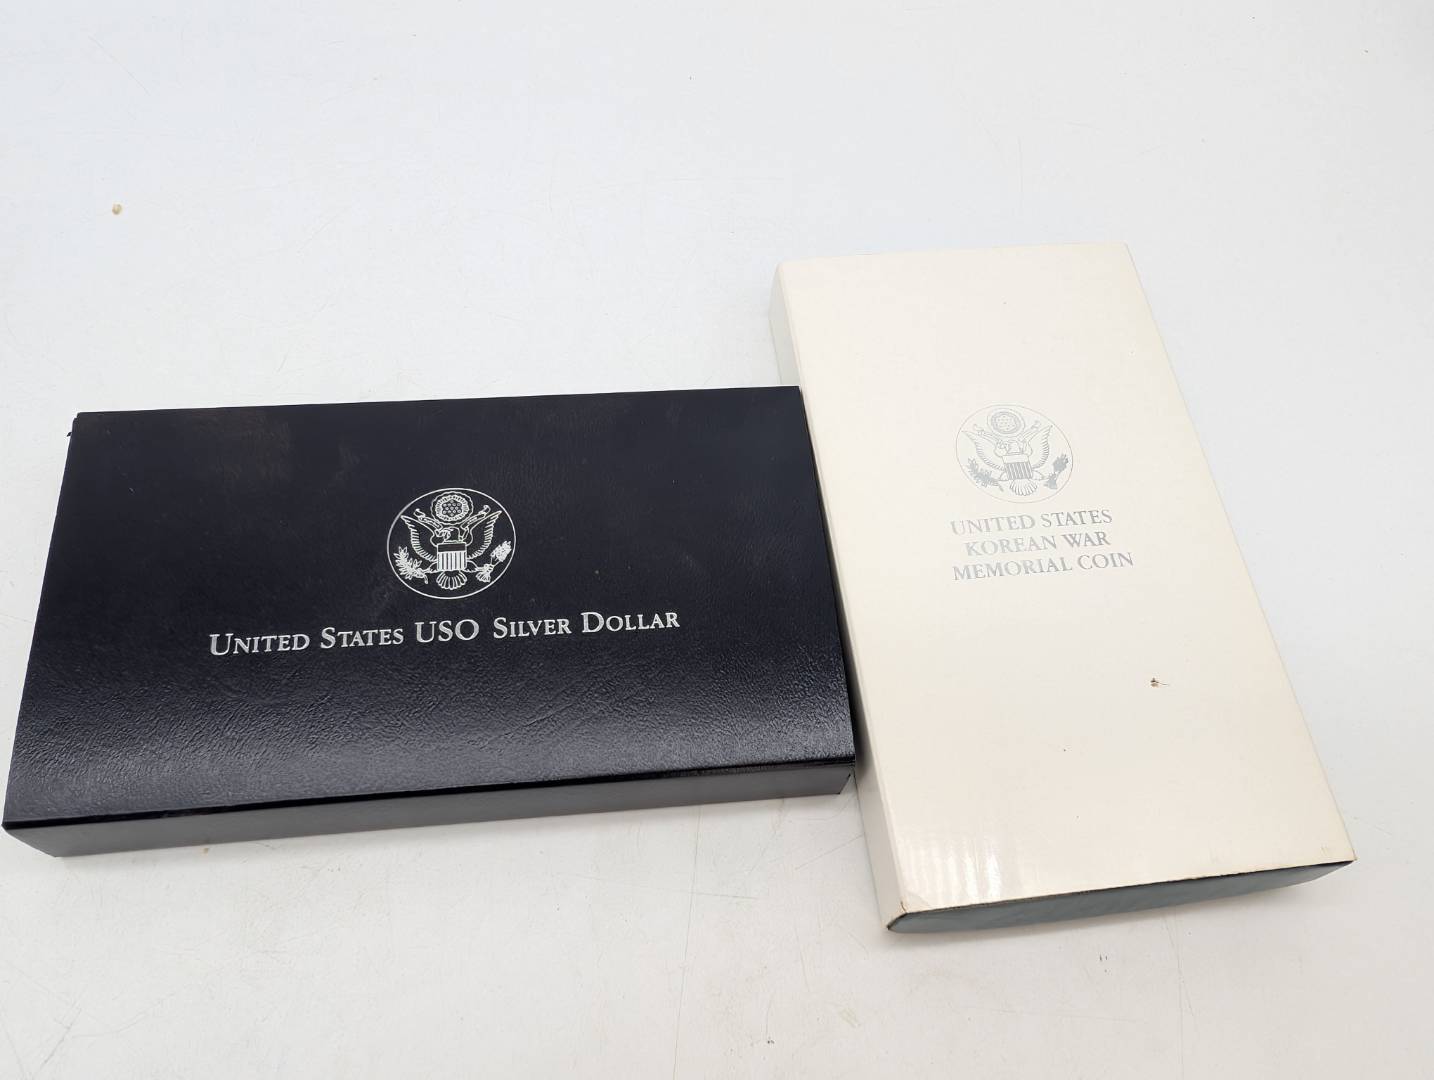 UNITED STATES USO SILVER DOLLAR
UNITED STATES
KOREAN WAR
MEMORIAL COIN